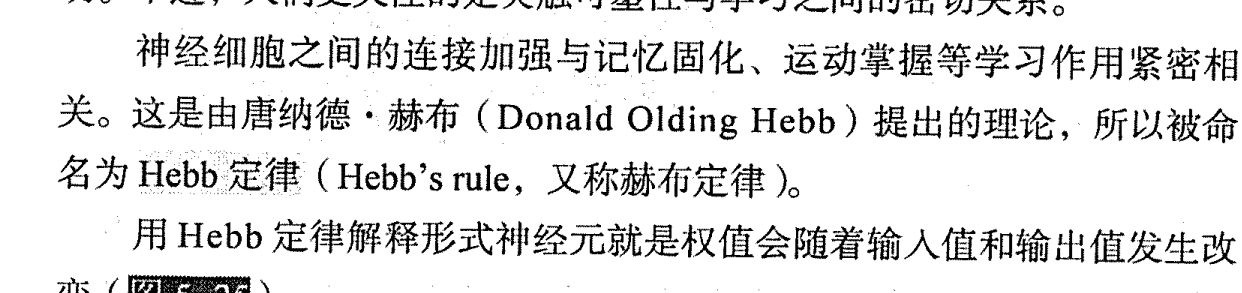 神经细胞之间的连接加强与记忆固化、运动掌握等学习作用紧密相
关。这是由唐纳德·赫布（Donald Olding Hebb）提出的理论，所以被命
名为 Hebb 定律（Hebb's rule，又称赫布定律）。
用 Hebb 定律解释形式神经元就是权值会随着输入值和输出值发生改